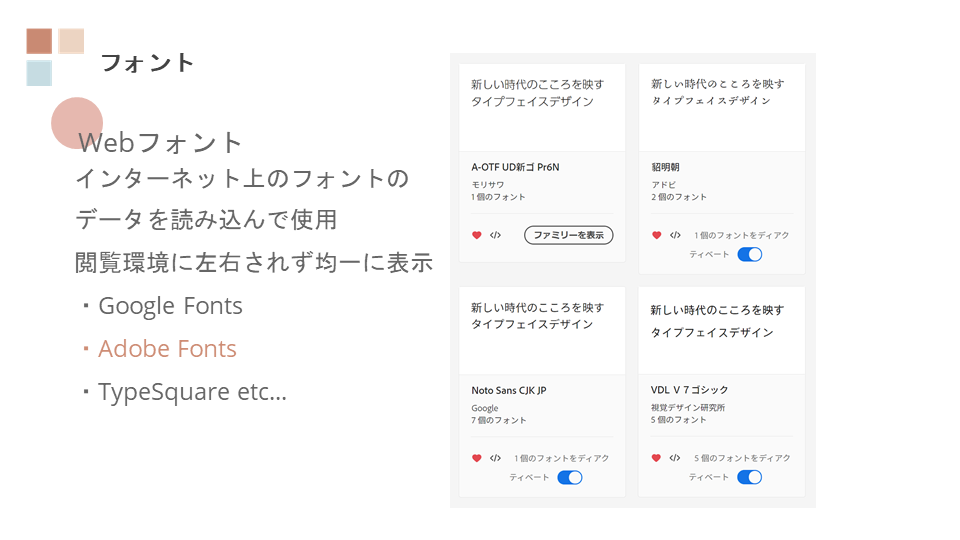 フォント
Webフォント
インターネット上のフォントの
データを読み込んで使用
閲覧環境に左右されず均一に表示
・Google Fonts
・Adobe Fonts
・TypeSquare etc...
新しい時代のこころを映す
タイプフェイスデザイン
A-OTF UD新ゴ Pr6N
モリサワ
1 個のフォント
</> ファミリーを表示
新しい時代のこころを映す
タイプフェイスデザイン
貂明朝
アドビ
2 個のフォント
</> 1 個のフォントをディアク
ティベート
新しい時代のこころを映す
タイプフェイスデザイン
Noto Sans CJK JP
Google
7 個のフォント
</> 1 個のフォントをディアク
ティベート
新しい時代のこころを映す
タイプフェイスデザイン
VDL V 7 ゴシック
視覚デザイン研究所
5 個のフォント
</> 5 個のフォントをディアク
ティベート